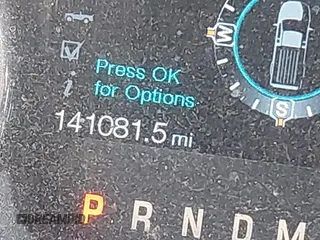 W
Press OK
for Options
S
141081.5 mi
P R N D M